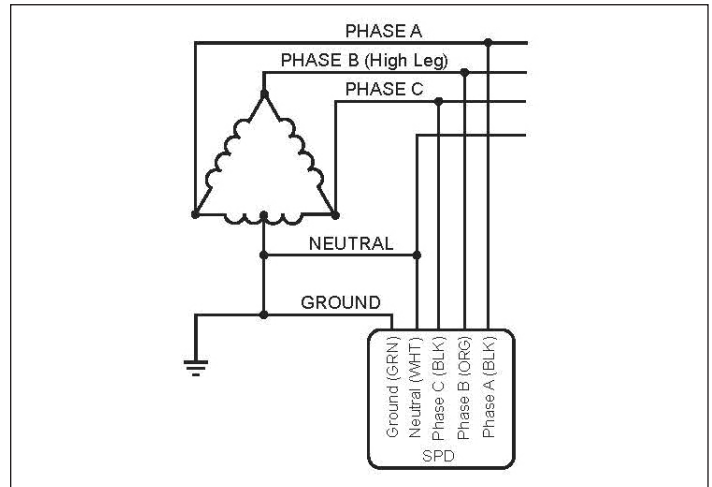 PHASE A
PHASE B (High Leg)
PHASE C
NEUTRAL
GROUND
Ground (GRN)
Neutral (WHT)
Phase C (BLK)
Phase B (ORG)
Phase A (BLK)
SPD